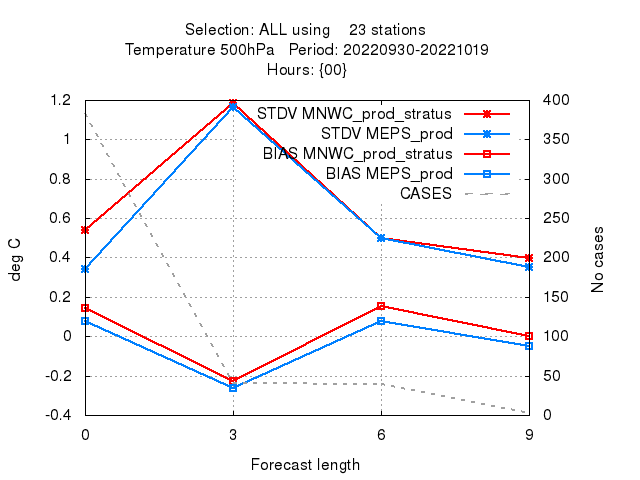 Selection: ALL using 23 stations
Temperature 500hPa Period: 20220930-20221019
Hours: {00}
1.2
1
0.8
0.6
0.4
0.2
0
-0.2
-0.4
400
350
300
250
200
150
100
50
0
STDV MNWC_prod_stratus
STDV MEPS_prod
BIAS MNWC_prod_stratus
BIAS MEPS_prod
CASES
deg C
No cases
0 3 6 9
Forecast length